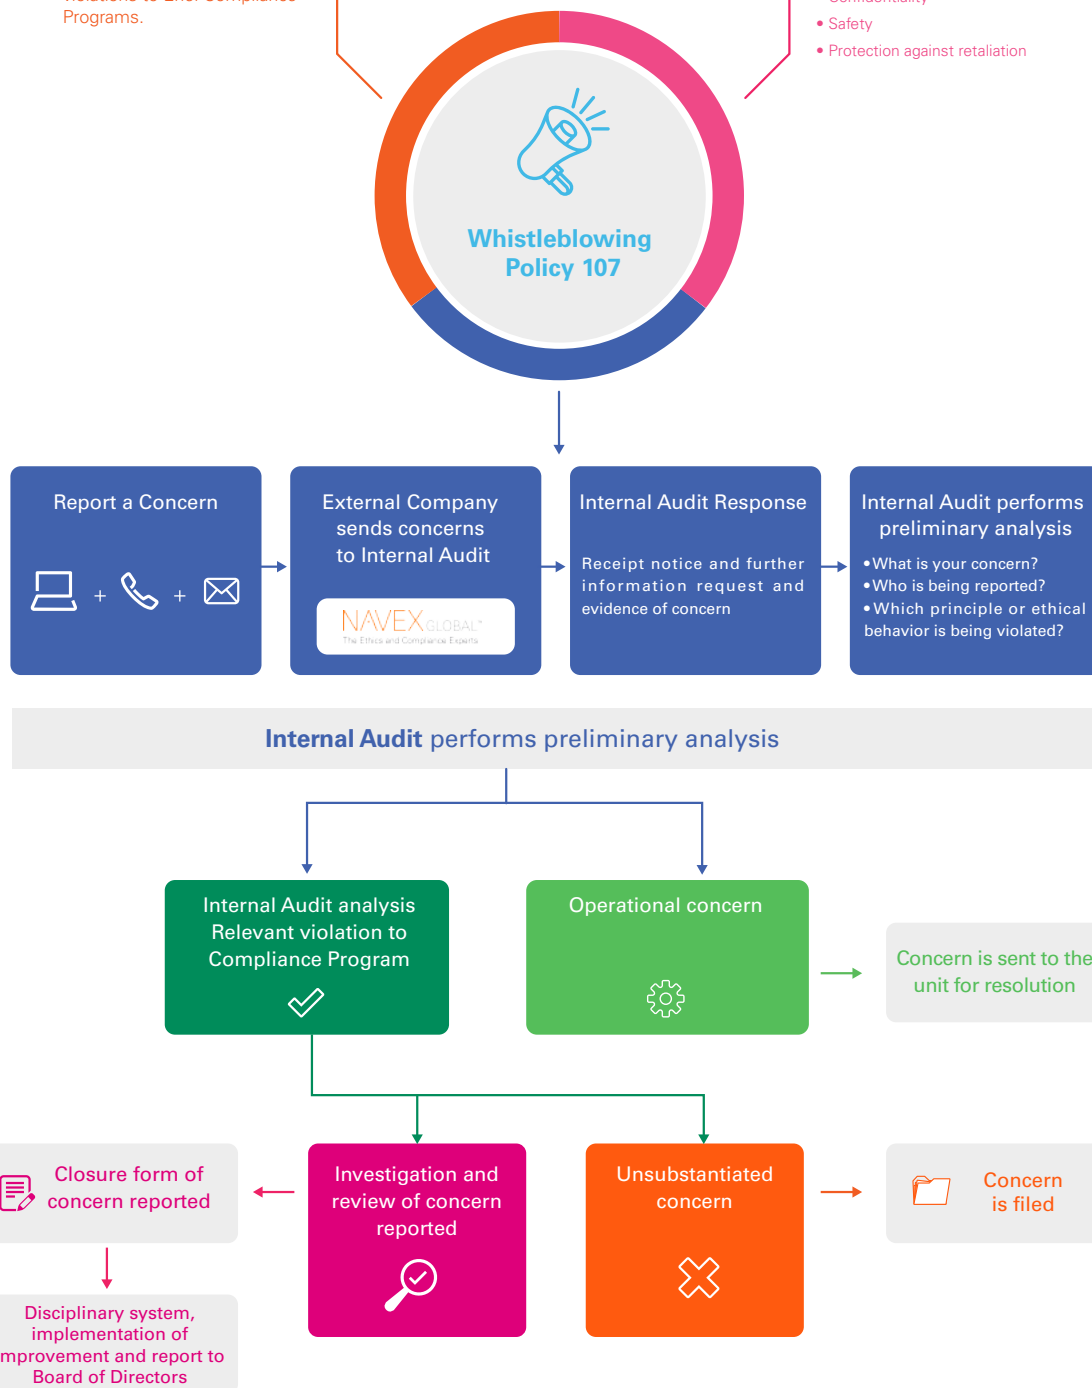 Violations to Enel Compliance
Programs.
Confidentiality
• Safety
• Protection against retaliation
Whistleblowing
Policy 107
Report a Concern
+ +
External Company
sends concerns
to Internal Audit
NAVEX GLOBAL
The Ethics and Compliance Experts
Internal Audit Response
Receipt notice and further
information request and
evidence of concern
Internal Audit performs
preliminary analysis
•What is your concern?
•Who is being reported?
•Which principle or ethical
behavior is being violated?
Internal Audit performs preliminary analysis
Internal Audit analysis
Relevant violation to
Compliance Program
Operational concern
Concern is sent to the
unit for resolution
Closure form of
concern reported
Investigation and
review of concern
reported
Unsubstantiated
concern
Concern
is filed
Disciplinary system,
implementation of
mprovement and report to
Board of Directors